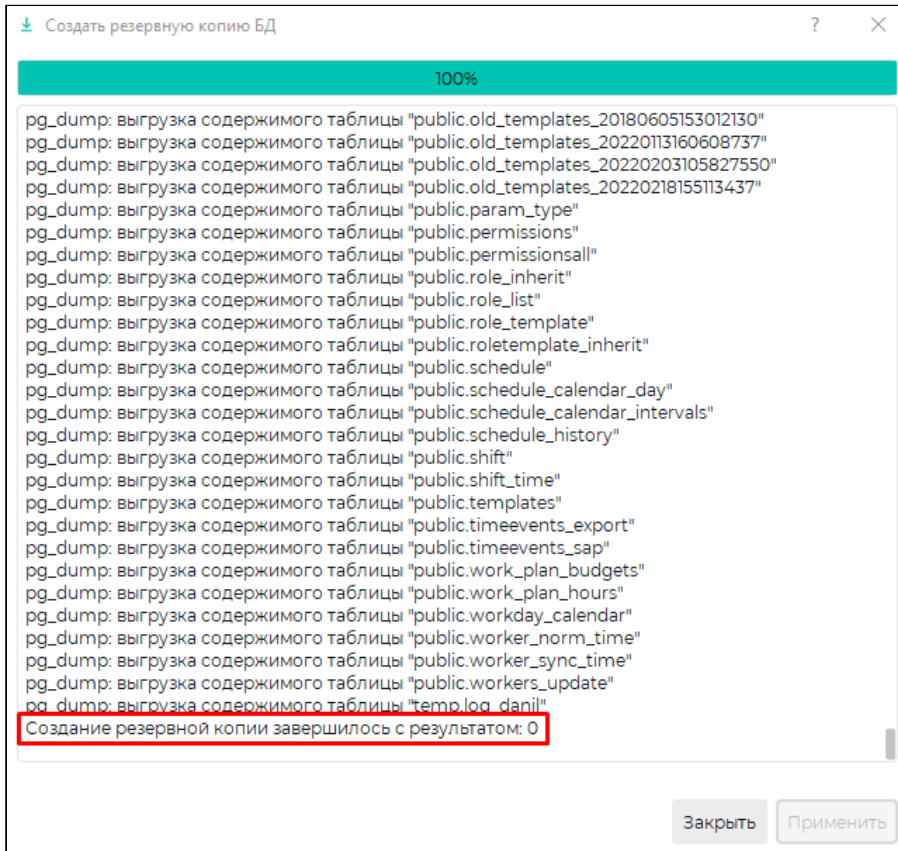 Создать резервную копию БД ?
100%
pg_dump: выгрузка содержимого таблицы "public.old_templates_20180605153012130"
pg_dump: выгрузка содержимого таблицы "public.old_templates_20220113160608737"
pg_dump: выгрузка содержимого таблицы "public.old_templates_20220203105827550"
pg_dump: выгрузка содержимого таблицы "public.old_templates_20220218155113437"
pg_dump: выгрузка содержимого таблицы "public.param_type"
pg_dump: выгрузка содержимого таблицы "public.permissions"
pg_dump: выгрузка содержимого таблицы "public.permissionsall"
pg_dump: выгрузка содержимого таблицы "public.role_inherit"
pg_dump: выгрузка содержимого таблицы "public.role_list"
pg_dump: выгрузка содержимого таблицы "public.role_template"
pg_dump: выгрузка содержимого таблицы "public.roletemplate_inherit"
pg_dump: выгрузка содержимого таблицы "public.schedule"
pg_dump: выгрузка содержимого таблицы "public.schedule_calendar_day"
pg_dump: выгрузка содержимого таблицы "public.schedule_calendar_intervals"
pg_dump: выгрузка содержимого таблицы "public.schedule_history"
pg_dump: выгрузка содержимого таблицы "public.shift"
pg_dump: выгрузка содержимого таблицы "public.shift_time"
pg_dump: выгрузка содержимого таблицы "public.templates"
pg_dump: выгрузка содержимого таблицы "public.timeevents_export"
pg_dump: выгрузка содержимого таблицы "public.timeevents_sap"
pg_dump: выгрузка содержимого таблицы "public.work_plan_budgets"
pg_dump: выгрузка содержимого таблицы "public.work_plan_hours"
pg_dump: выгрузка содержимого таблицы "public.workday_calendar"
pg_dump: выгрузка содержимого таблицы "public.worker_norm_time"
pg_dump: выгрузка содержимого таблицы "public.worker_sync_time"
pg_dump: выгрузка содержимого таблицы "public.workers_update"
pg_dump: выгрузка содержимого таблицы "temp.log_danil"
Создание резервной копии завершилось с результатом: 0
Закрыть Применить